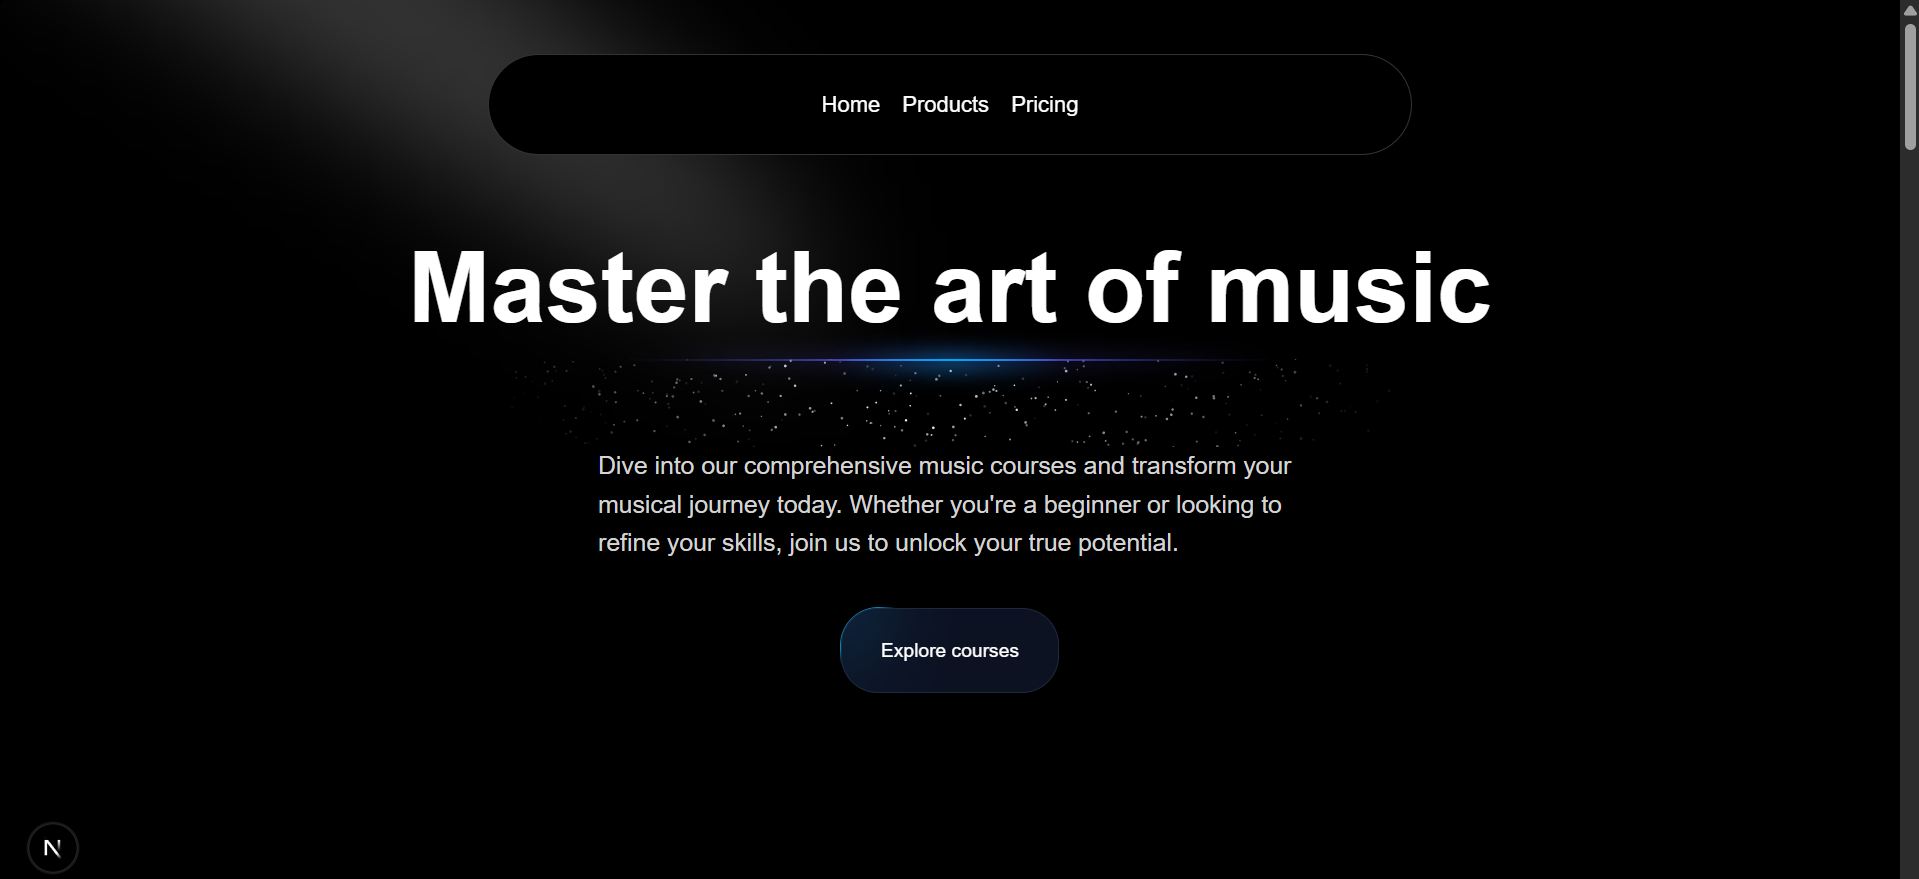 Home Products Pricing
Master the art of music
Dive into our comprehensive music courses and transform your
musical journey today. Whether you're a beginner or looking to
refine your skills, join us to unlock your true potential.
Explore courses
N